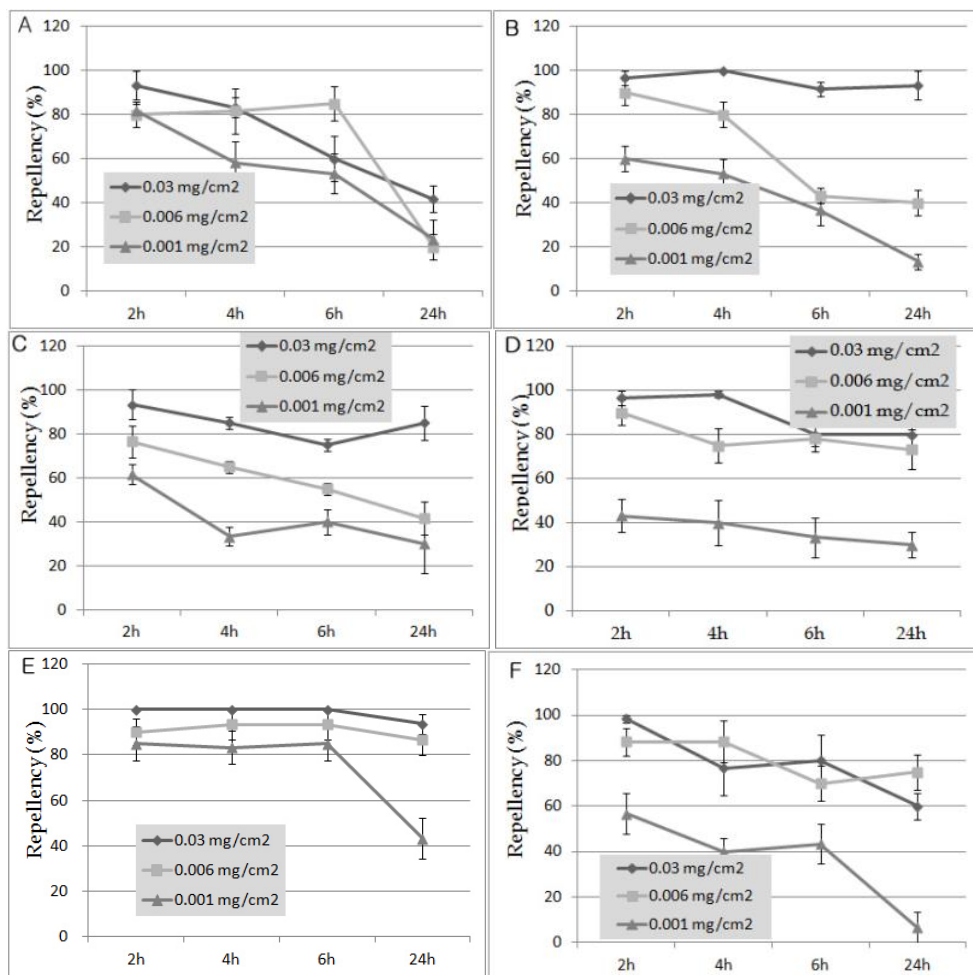 A
Repellency (%)
120
100
80
60
40
20
0
0.03 mg/cm2
0.006 mg/cm2
0.001 mg/cm2
2h 4h 6h 24h
B
Repellency (%)
120
100
80
60
40
20
0
0.03 mg/cm2
0.006 mg/cm2
0.001 mg/cm2
2h 4h 6h 24h
C
Repellency (%)
120
100
80
60
40
20
0
0.03 mg/cm2
0.006 mg/cm2
0.001 mg/cm2
2h 4h 6h 24h
D
Repellency (%)
120
100
80
60
40
20
0
0.03 mg/cm2
0.006 mg/cm2
0.001 mg/cm2
2h 4h 6h 24h
E
Repellency (%)
120
100
80
60
40
20
0
0.03 mg/cm2
0.006 mg/cm2
0.001 mg/cm2
2h 4h 6h 24h
F
Repellency (%)
120
100
80
60
40
20
0
0.03 mg/cm2
0.006 mg/cm2
0.001 mg/cm2
2h 4h 6h 24h